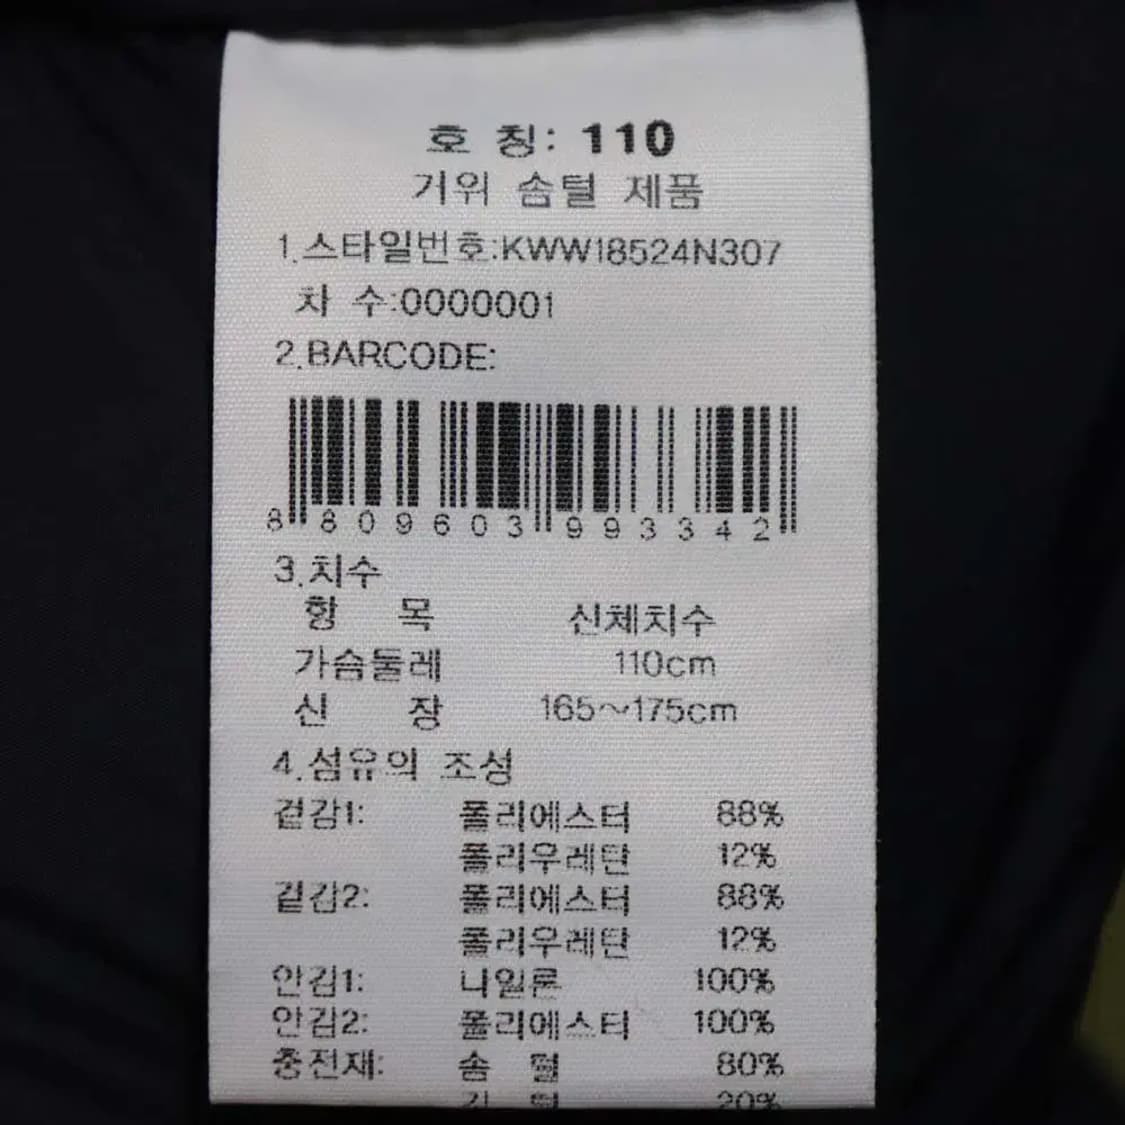 호 칭: 110
거위 솜털 제품
1.스타일번호:KWW18524N307
차 수:0000001
2.BARCODE:
8 809603 993342
3.치수
항 목 신체치수
가슴둘레 110cm
신 장 165~175cm
4.섬유의 조성
겉감1: 폴리에스터 88%
폴리우레탄 12%
겉감2: 폴리에스터 88%
폴리우레탄 12%
안감1: 나일론 100%
안감2: 폴리에스터 100%
충전재: 솜 털 80%
깃 털 20%